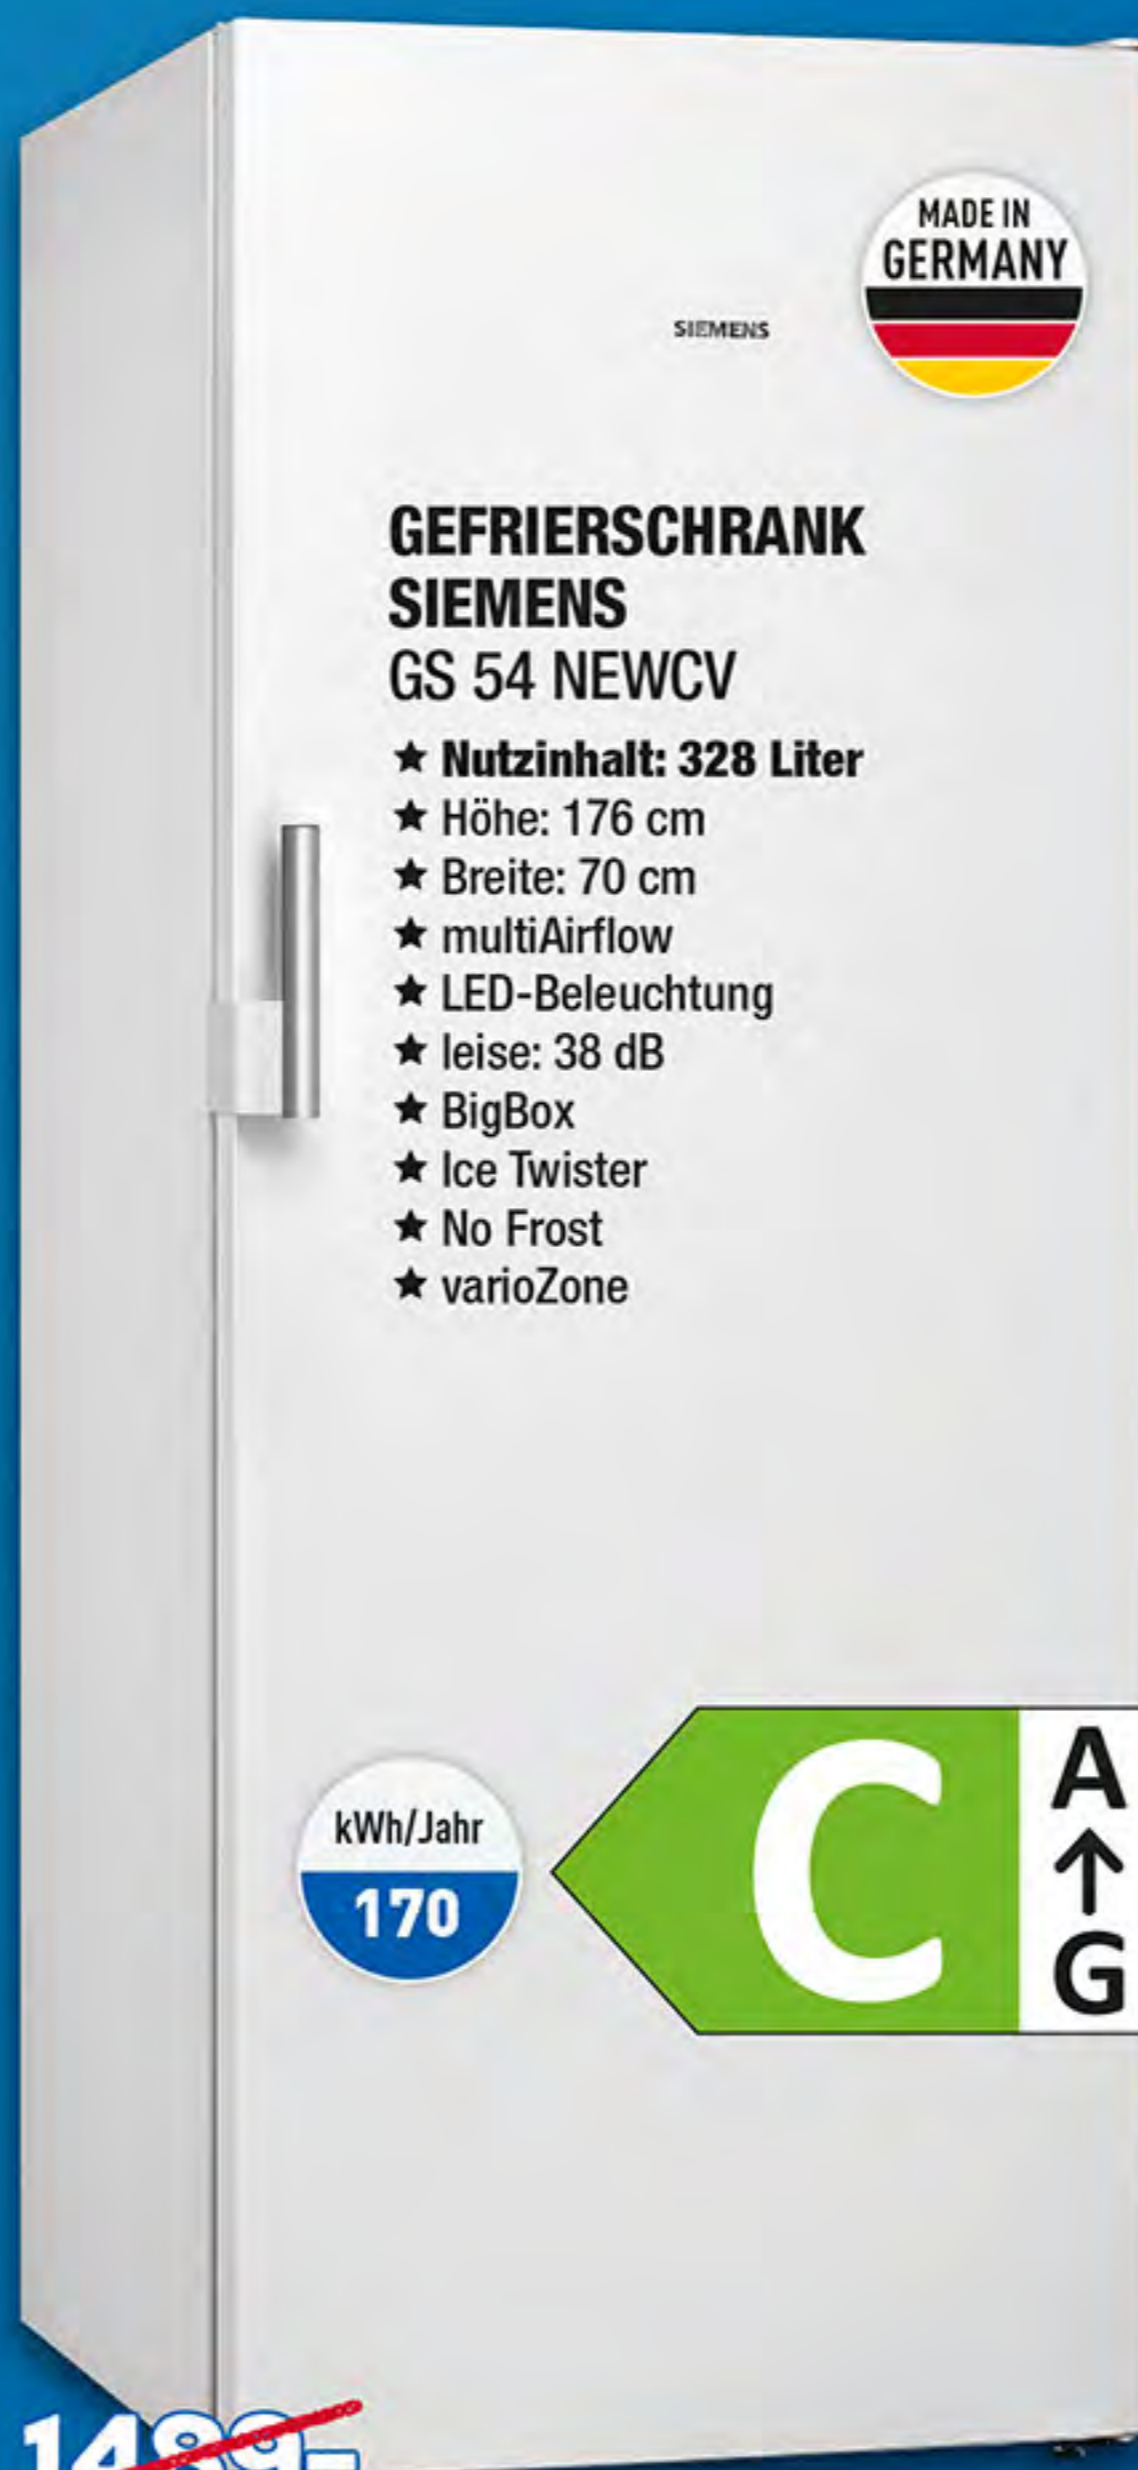 MADE IN
GERMANY
SIEMENS
GEFRIERSCHRANK
SIEMENS
GS 54 NEWCV
★ Nutzinhalt: 328 Liter
★ Höhe: 176 cm
★ Breite: 70 cm
★ multiAirflow
★ LED-Beleuchtung
★ leise: 38 dB
★ BigBox
★ Ice Twister
★ No Frost
★ varioZone
kWh/Jahr
170
C
A
↑
G
1489,-